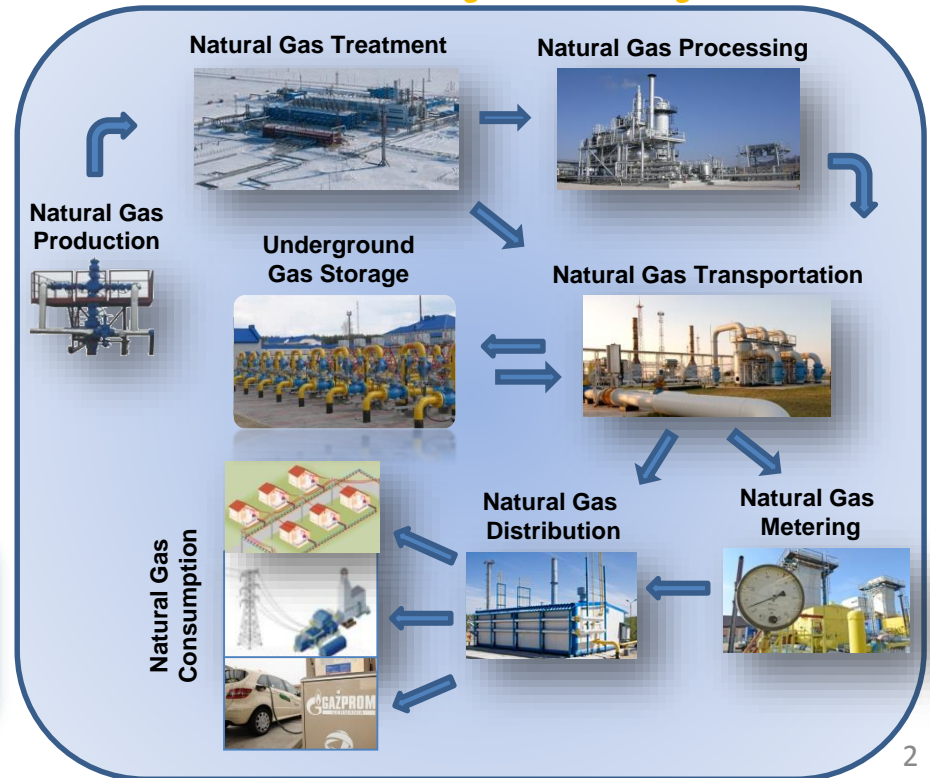 Natural Gas Treatment
Natural Gas Processing
Natural Gas
Production
Underground
Gas Storage
Natural Gas Transportation
Natural Gas
Distribution
Natural Gas
Metering
Natural Gas
Consumption
GAZPROM
GERMANIA
2